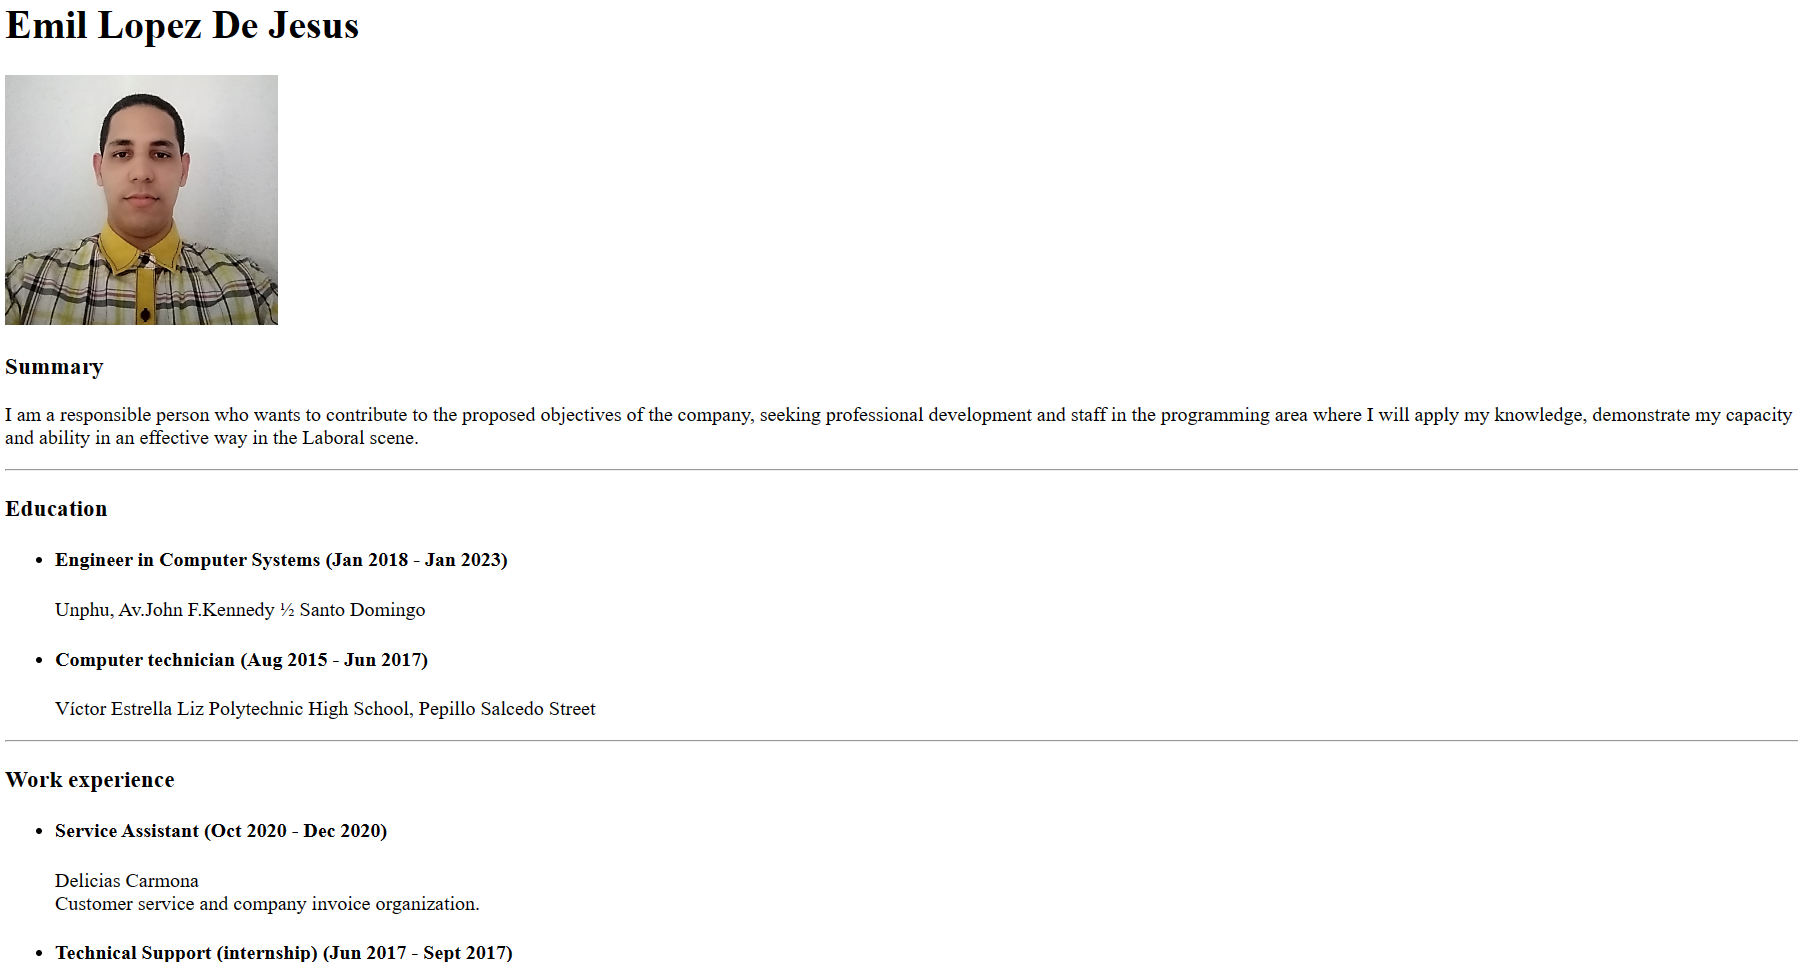 Emil Lopez De Jesus
Summary
I am a responsible person who wants to contribute to the proposed objectives of the company, seeking professional development and staff in the programming area where I will apply my knowledge, demonstrate my capacity
and ability in an effective way in the Laboral scene.
Education
Engineer in Computer Systems (Jan 2018 - Jan 2023)
Unphu, Av.John F.Kennedy ½ Santo Domingo
Computer technician (Aug 2015 - Jun 2017)
Víctor Estrella Liz Polytechnic High School, Pepillo Salcedo Street
Work experience
Service Assistant (Oct 2020 - Dec 2020)
Delicias Carmona
Customer service and company invoice organization.
Technical Support (internship) (Jun 2017 - Sept 2017)